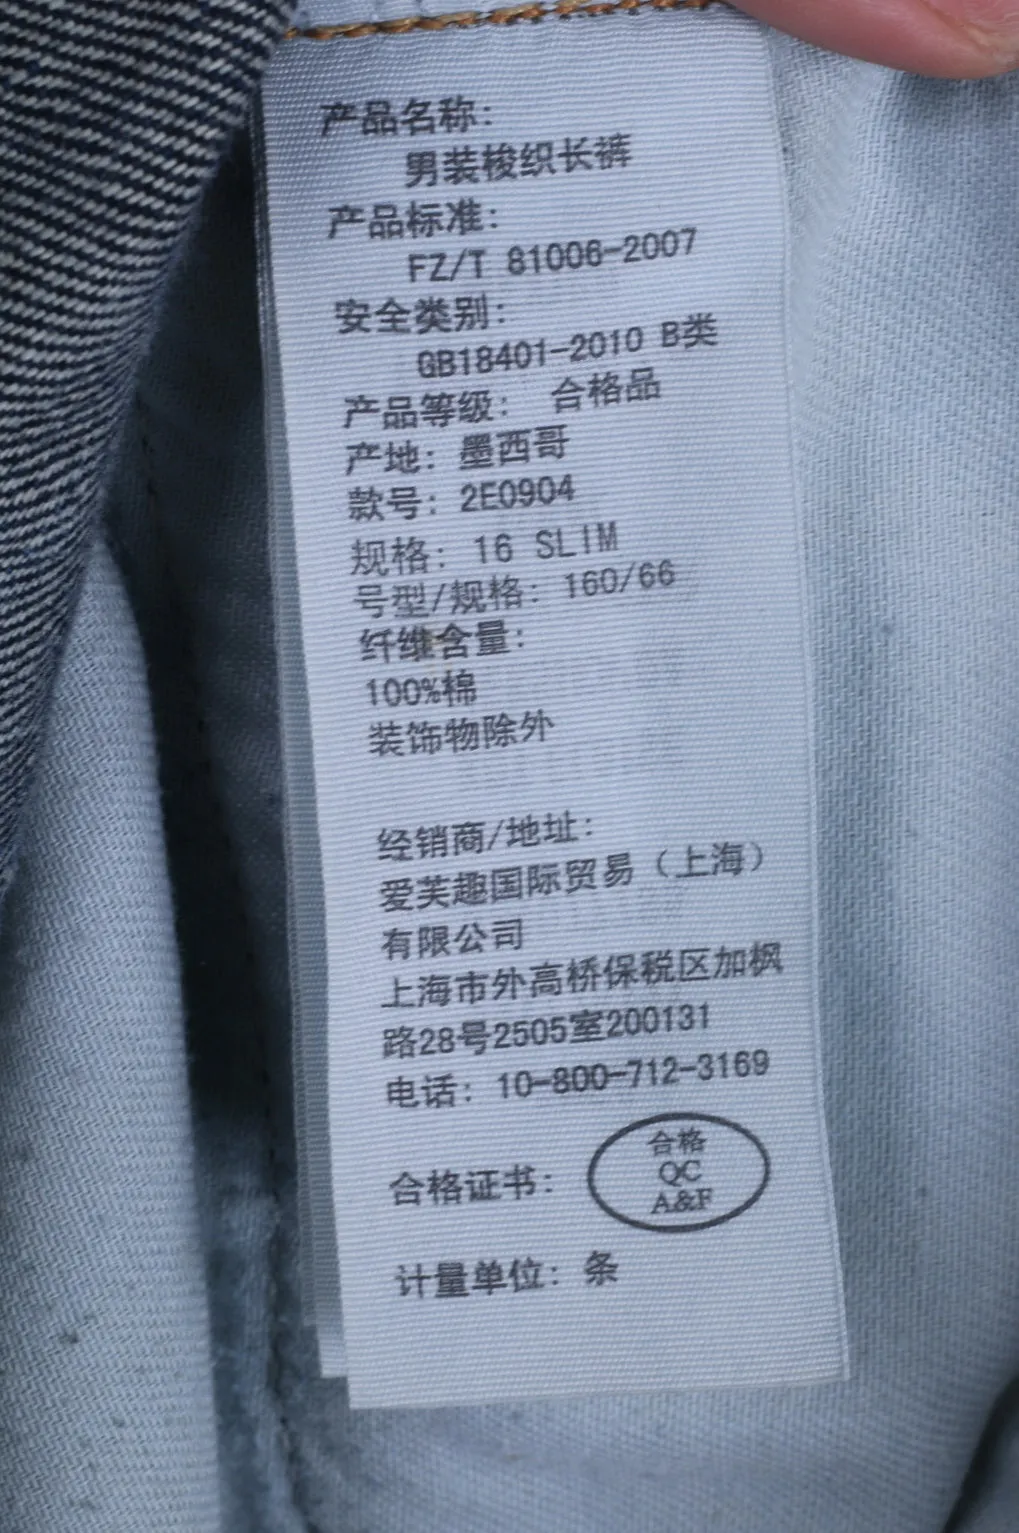 产品名称:
男装梭织长裤
产品标准:
FZ/T 81006-2007
安全类别:
GB18401-2010 B类
产品等级: 合格品
产地: 墨西哥
款号: 2E0904
规格: 16 SLIM
号型/规格: 160/66
纤维含量:
100%棉
装饰物除外
经销商/地址:
爱芙趣国际贸易（上海）
有限公司
上海市外高桥保税区加枫
路28号2505室200131
电话: 10-800-712-3169
合格证书:
合格
QC
A&F
计量单位: 条